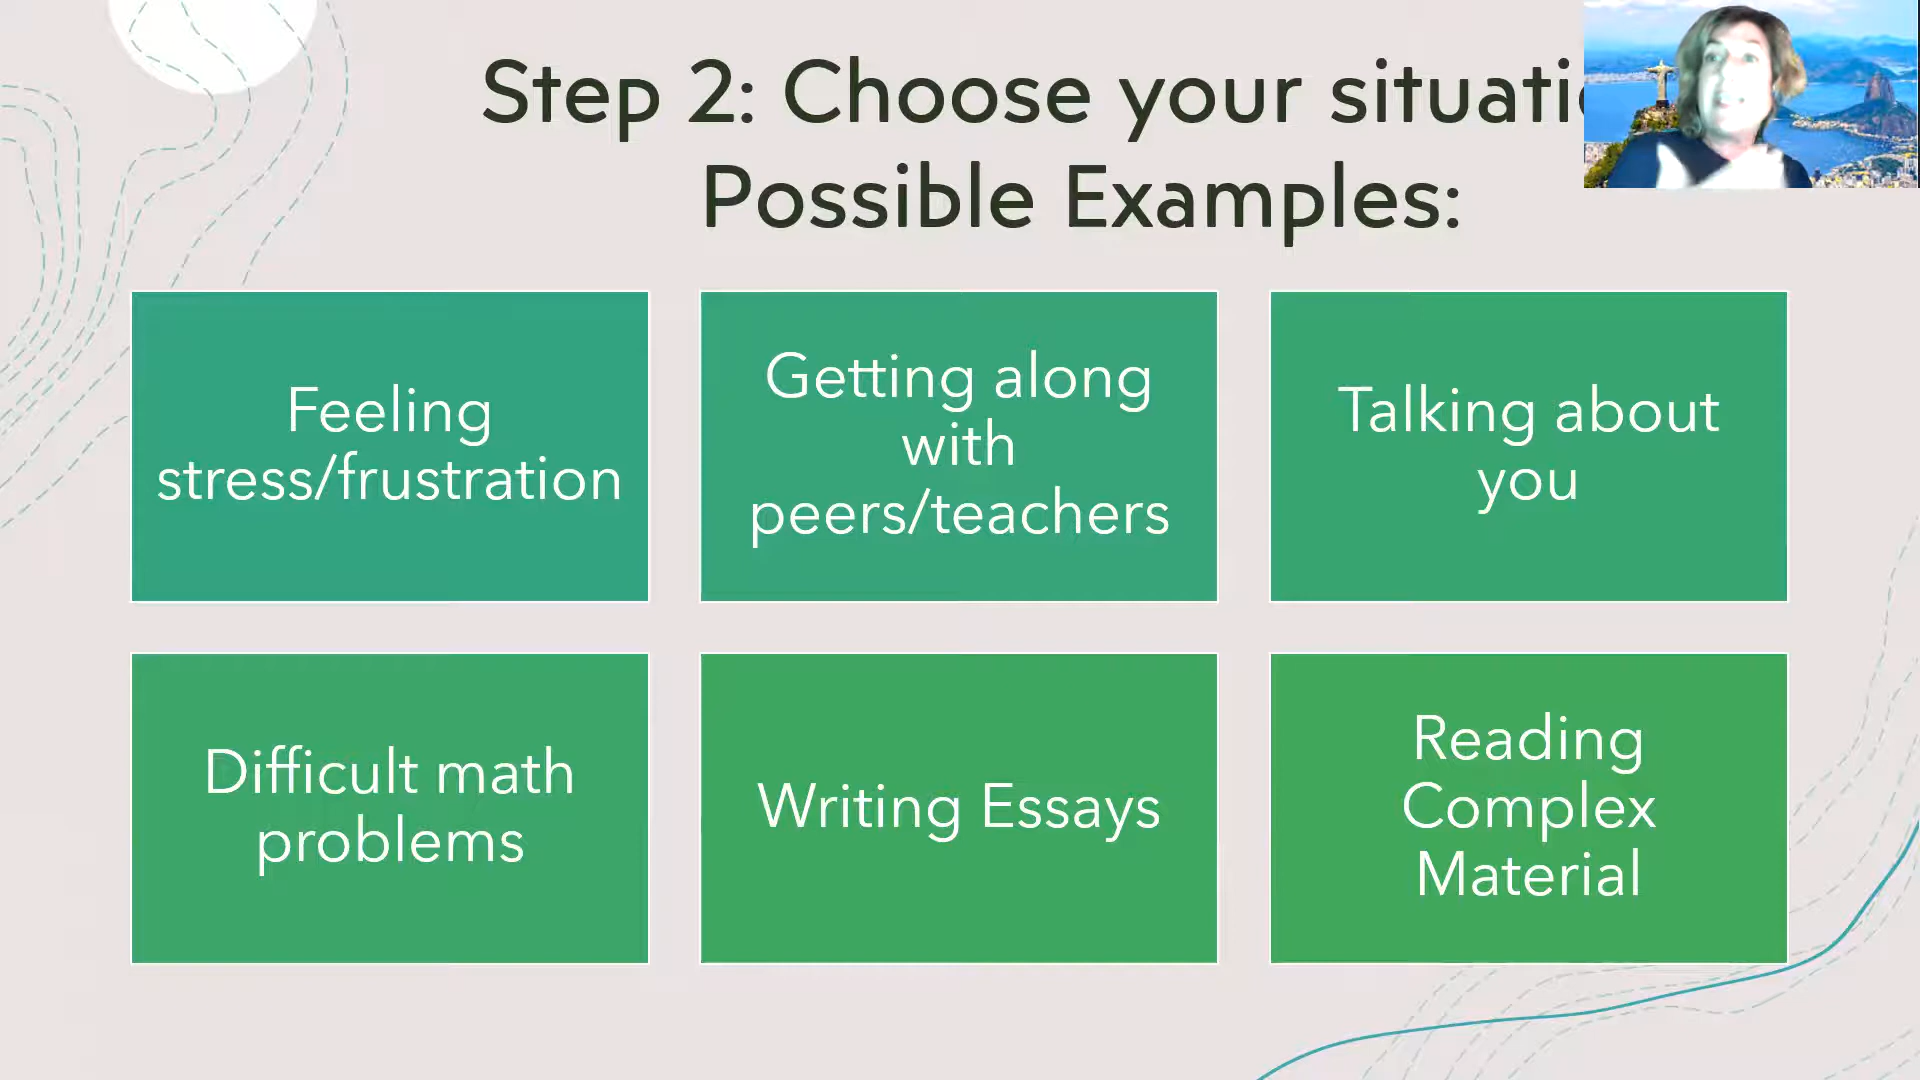 Step 2: Choose your
Possible Examples:
Feeling
stress/frustration
Getting along
with
peers/teachers
Talking about
you
Difficult math
problems
Writing Essays
Reading
Complex
Material